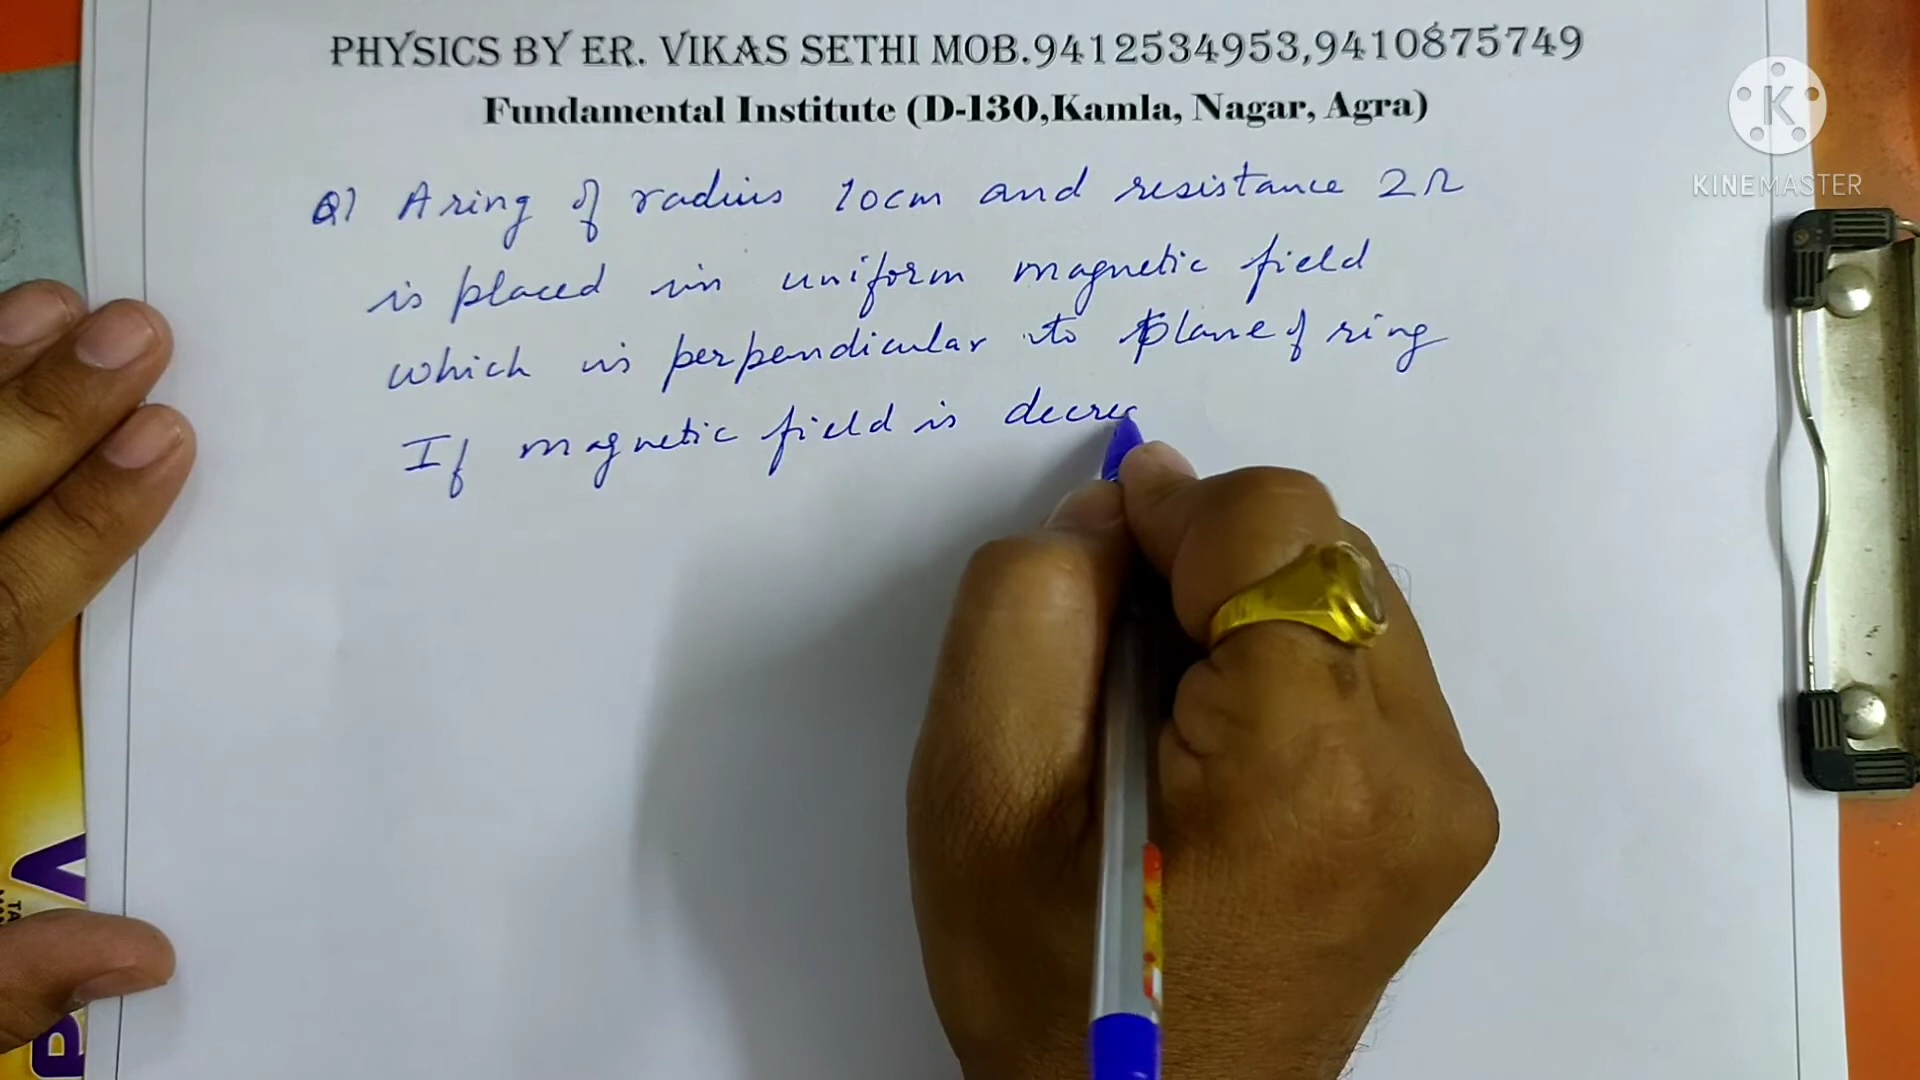 PHYSICS BY ER. VIKAS SETHI MOB.9412534953,9410875749
Fundamental Institute (D-130,Kamla, Nagar, Agra)
K
KINEMASTER
Q1 A ring of radius 10cm and resistance 2Ω
is placed in uniform magnetic field
which is perpendicular to plane of ring
If magnetic field is decrea